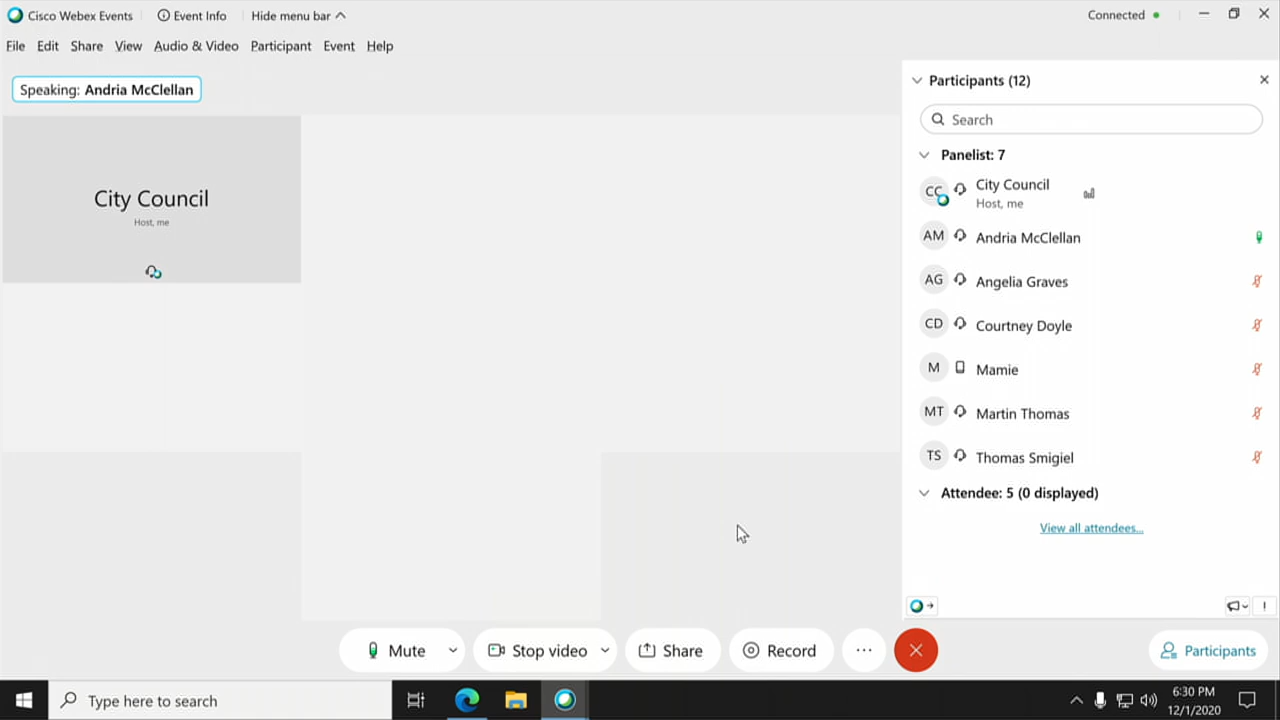 Cisco Webex Events
Event Info
Hide menu bar
Connected
File Edit Share View Audio & Video Participant Event Help
Speaking: Andria McClellan
City Council
Host, me
Participants (12)
Search
Panelist: 7
CC City Council
Host, me
AM Andria McClellan
AG Angelia Graves
CD Courtney Doyle
M Mamie
MT Martin Thomas
TS Thomas Smigiel
Attendee: 5 (0 displayed)
View all attendees...
Mute
Stop video
Share
Record
Participants
Type here to search
6:30 PM
12/1/2020